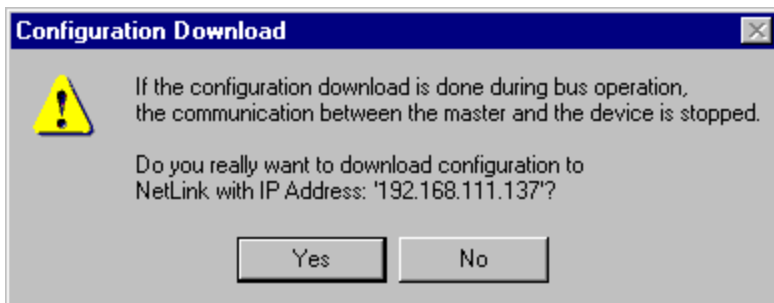 Configuration Download
If the configuration download is done during bus operation,
the communication between the master and the device is stopped.
Do you really want to download configuration to
NetLink with IP Address: '192.168.111.137'?
Yes No